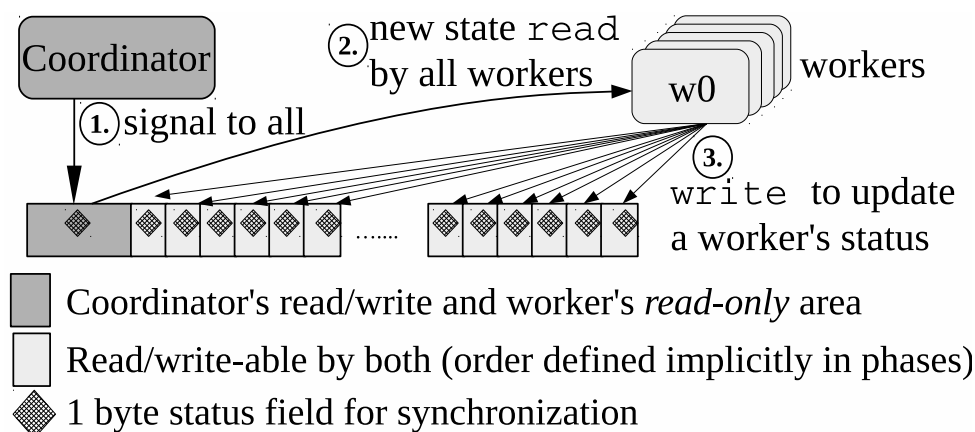 Coordinator
1. signal to all
2. new state read
by all workers
w0
workers
3.
write to update
a worker's status
.......
Coordinator's read/write and worker's read-only area
Read/write-able by both (order defined implicitly in phases)
1 byte status field for synchronization